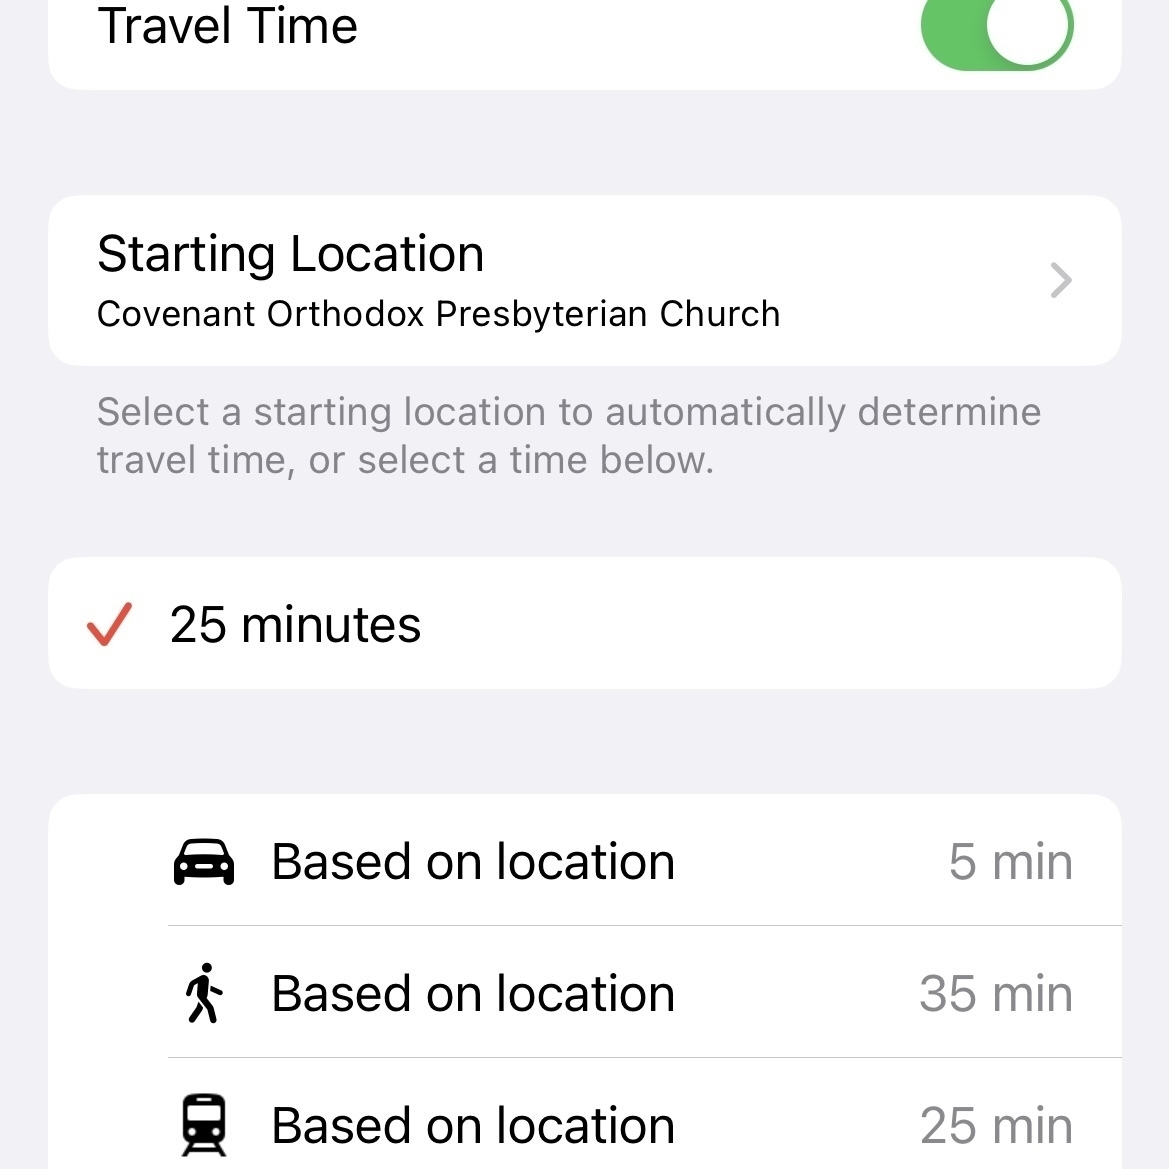 Travel Time
Starting Location
Covenant Orthodox Presbyterian Church
Select a starting location to automatically determine
travel time, or select a time below.
25 minutes
Based on location 5 min
Based on location 35 min
Based on location 25 min